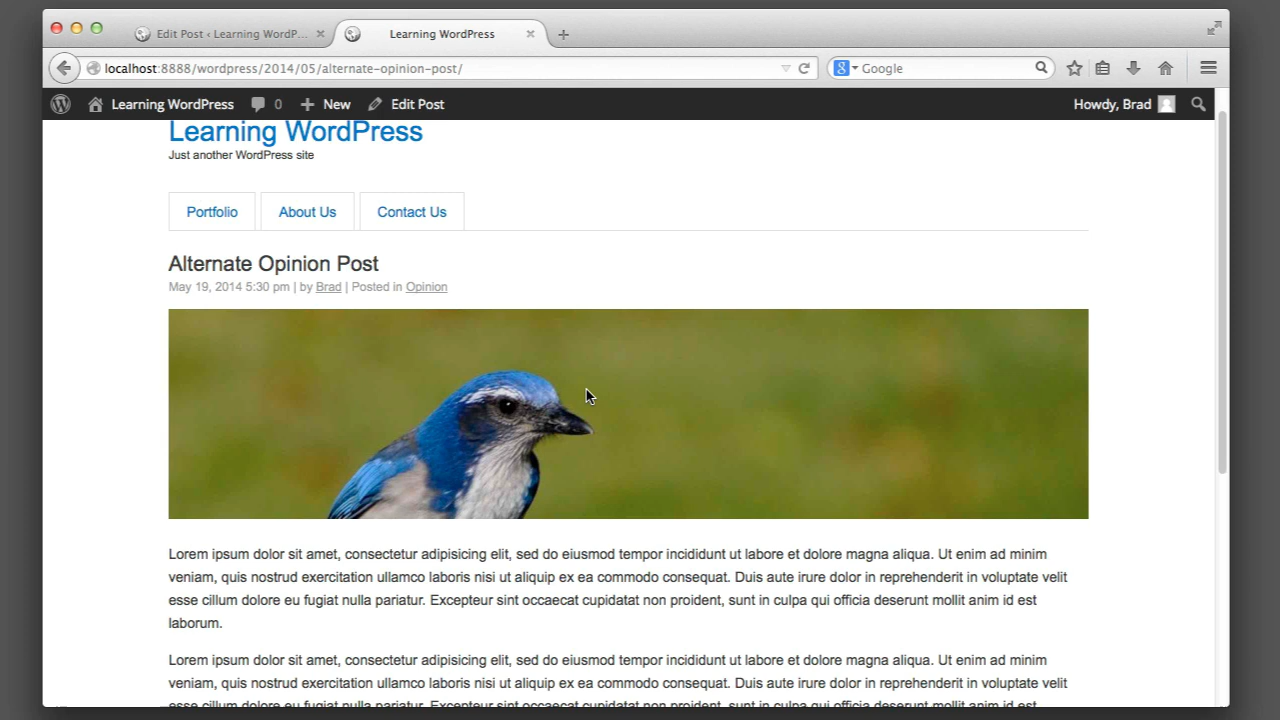 Edit Post ‹ Learning WordP...
Learning WordPress
localhost:8888/wordpress/2014/05/alternate-opinion-post/
Google
Learning WordPress 0 New Edit Post
Howdy, Brad
Learning WordPress
Just another WordPress site
Portfolio
About Us
Contact Us
Alternate Opinion Post
May 19, 2014 5:30 pm | by Brad | Posted in Opinion
Lorem ipsum dolor sit amet, consectetur adipisicing elit, sed do eiusmod tempor incididunt ut labore et dolore magna aliqua. Ut enim ad minim
veniam, quis nostrud exercitation ullamco laboris nisi ut aliquip ex ea commodo consequat. Duis aute irure dolor in reprehenderit in voluptate velit
esse cillum dolore eu fugiat nulla pariatur. Excepteur sint occaecat cupidatat non proident, sunt in culpa qui officia deserunt mollit anim id est
laborum.
Lorem ipsum dolor sit amet, consectetur adipisicing elit, sed do eiusmod tempor incididunt ut labore et dolore magna aliqua. Ut enim ad minim
veniam, quis nostrud exercitation ullamco laboris nisi ut aliquip ex ea commodo consequat. Duis aute irure dolor in reprehenderit in voluptate velit
esse cillum dolore eu fugiat nulla pariatur. Excepteur sint occaecat cupidatat non proident, sunt in culpa qui officia deserunt mollit anim id est